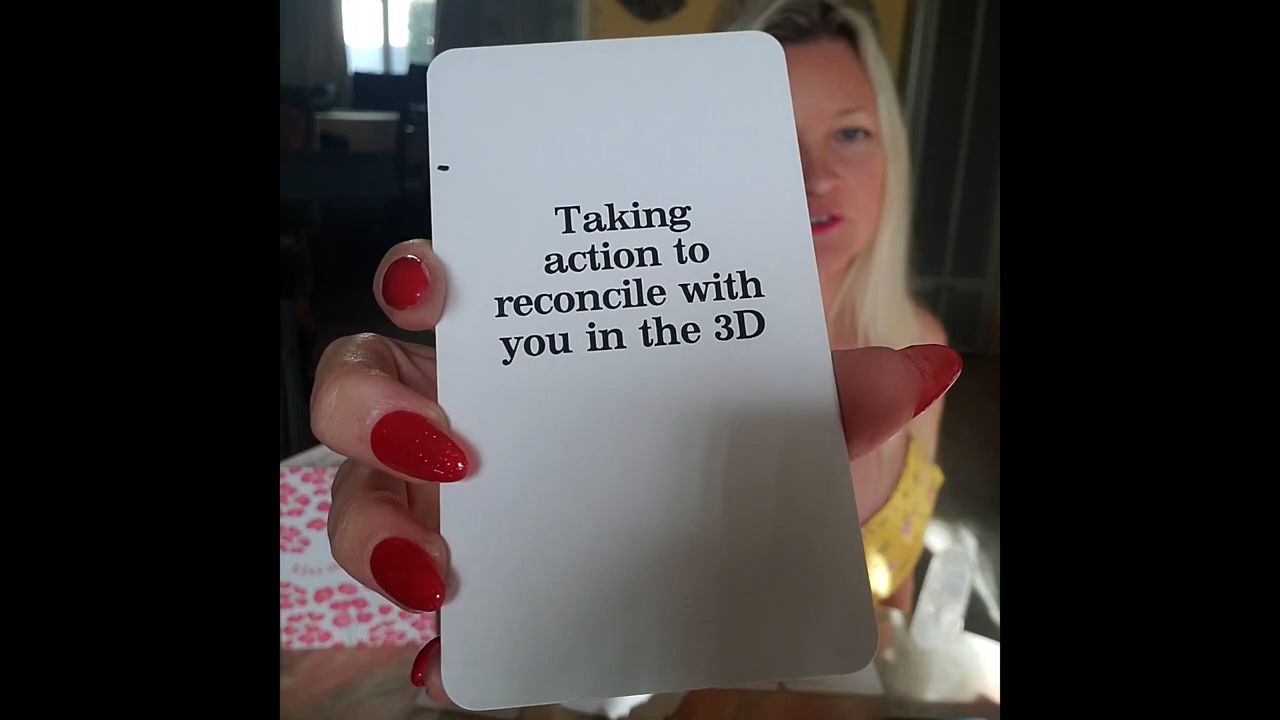 Taking
action to
reconcile with
you in the 3D